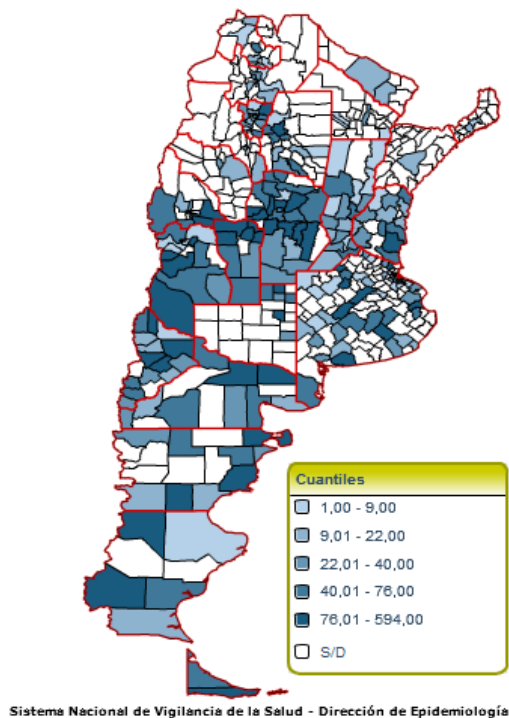 Cuantiles
1,00 - 9,00
9,01 - 22,00
22,01 - 40,00
40,01 - 76,00
76,01 - 594,00
S/D
Sistema Nacional de Vigilancia de la Salud - Dirección de Epidemiología